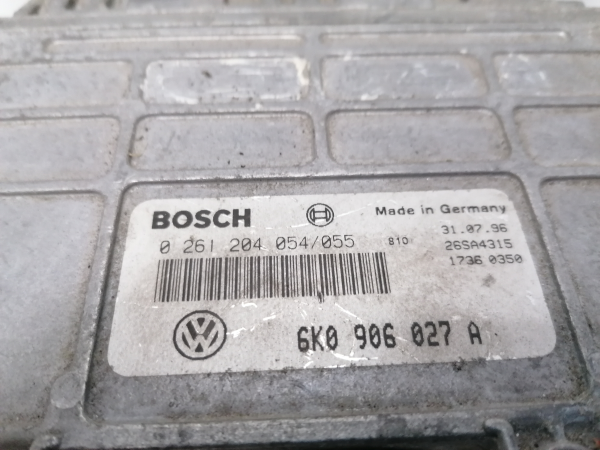 BOSCH
Made in Germany
0 261 204 054/055 810
31.07.96
26SA4315
1736 0350
6K0 906 027 A